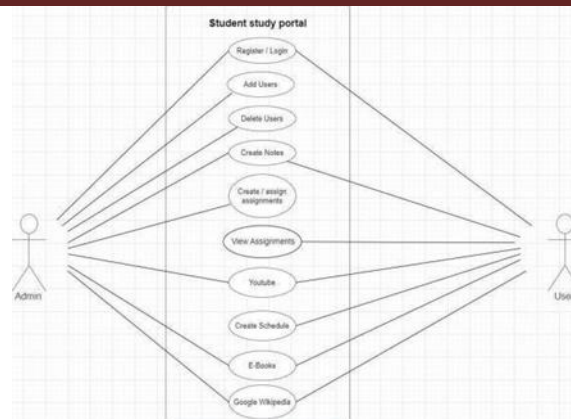 Student study portal
Register / Login
Add Users
Delete Users
Create Notes
Create / assign
assignments
View Assignments
Admin
User
Youtube
Create Schedule
E-Books
Google Wikipedia